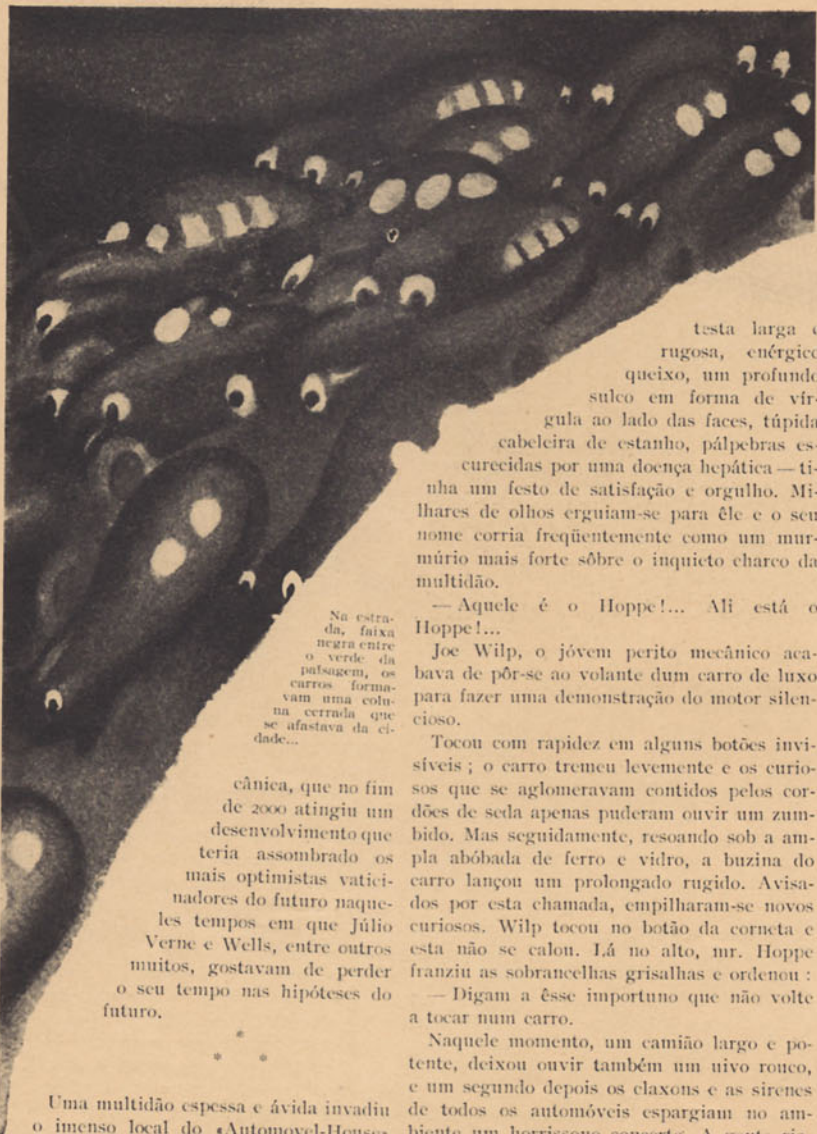 Na estra-
da, faixa
negra entre
o verde da
paisagem, os
carros forma-
vam uma colu-
na cerrada que
se afastava da ci-
dade...
cânica, que no fim
de 2000 atingiu um
desenvolvimento que
teria assombrado os
mais optimistas vatici-
nadores do futuro naque-
les tempos em que Júlio
Verne e Wells, entre outros
muitos, gostavam de perder
o seu tempo nas hipóteses do
futuro.
* * *
Uma multidão espessa e ávida invadiu
o imenso local do «Automovel-House»
testa larga e
rugosa, enérgico
queixo, um profundo
sulco em forma de vír-
gula ao lado das faces, túpida
cabeleira de estanho, pálpebras es-
curecidas por uma doença hepática — ti-
nha um festo de satisfação e orgulho. Mi-
lhares de olhos erguiam-se para êle e o seu
nome corria freqüentemente como um mur-
múrio mais forte sôbre o inquieto charco da
multidão.
— Aquele é o Hoppe!... Ali está o
Hoppe!...
Joe Wilp, o jóvem perito mecânico aca-
bava de pôr-se ao volante dum carro de luxo
para fazer uma demonstração do motor silen-
cioso.
Tocou com rapidez em alguns botões invi-
síveis; o carro tremeu levemente e os curio-
sos que se aglomeravam contidos pelos cor-
dões de seda apenas puderam ouvir um zum-
bido. Mas seguidamente, resoando sob a am-
pla abóbada de ferro e vidro, a buzina do
carro lançou um prolongado rugido. Avisa-
dos por esta chamada, empilharam-se novos
curiosos. Wilp tocou no botão da corneta e
esta não se calou. Lá no alto, mr. Hoppe
franziu as sobrancelhas grisalhas e ordenou:
— Digam a êsse importuno que não volte
a tocar num carro.
Naquele momento, um camião largo e po-
tente, deixou ouvir também um uivo rouco,
e um segundo depois os claxons e as sirenes
de todos os automóveis espargiam no am-
biente um horrissono concerto. A